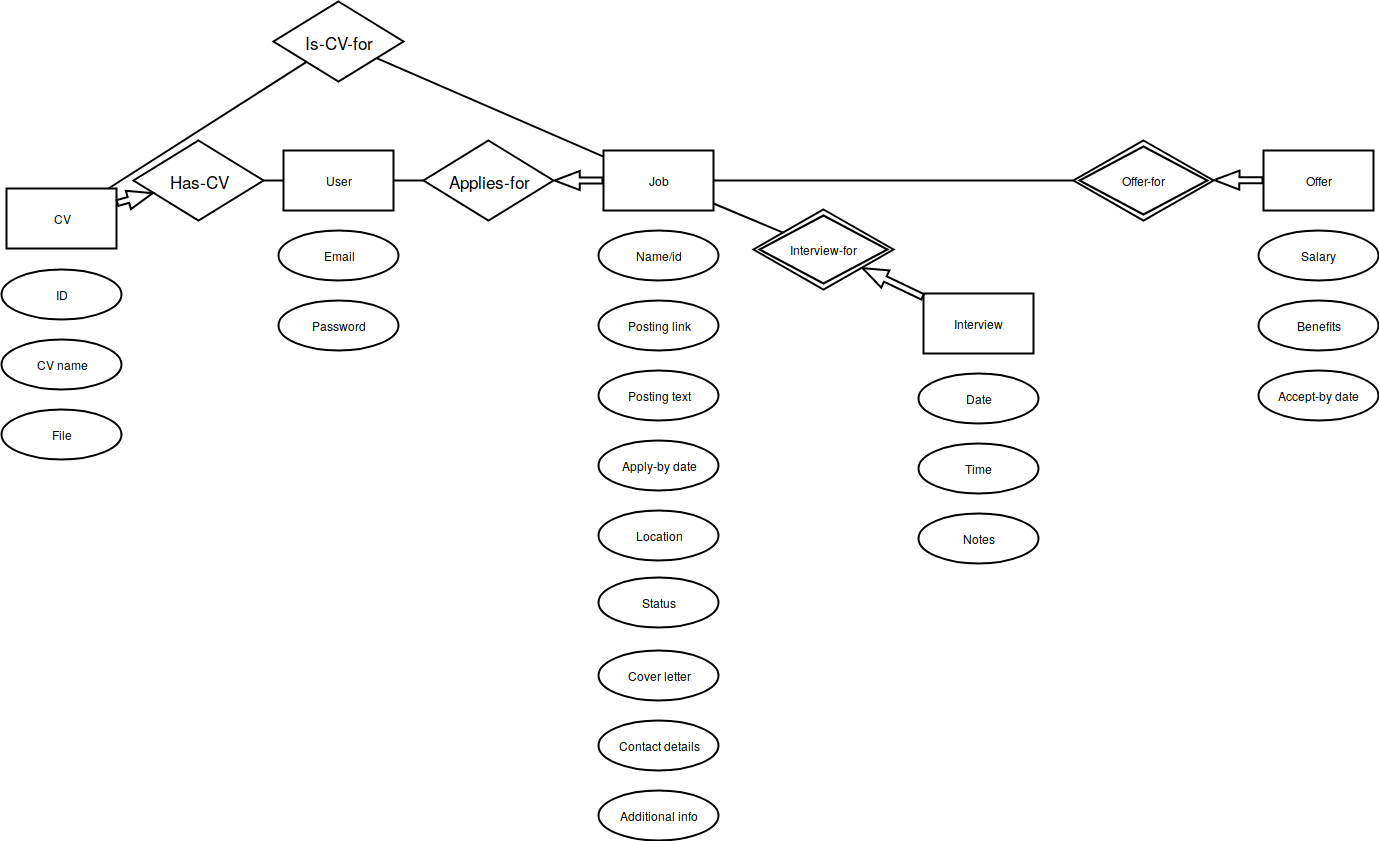 Is-CV-for
Has-CV
User
Applies-for
Job
Offer-for
Offer
CV
Email
Name/id
Interview-for
Salary
ID
Password
Posting link
Interview
Benefits
CV name
Posting text
Date
Accept-by date
File
Apply-by date
Time
Location
Notes
Status
Cover letter
Contact details
Additional info